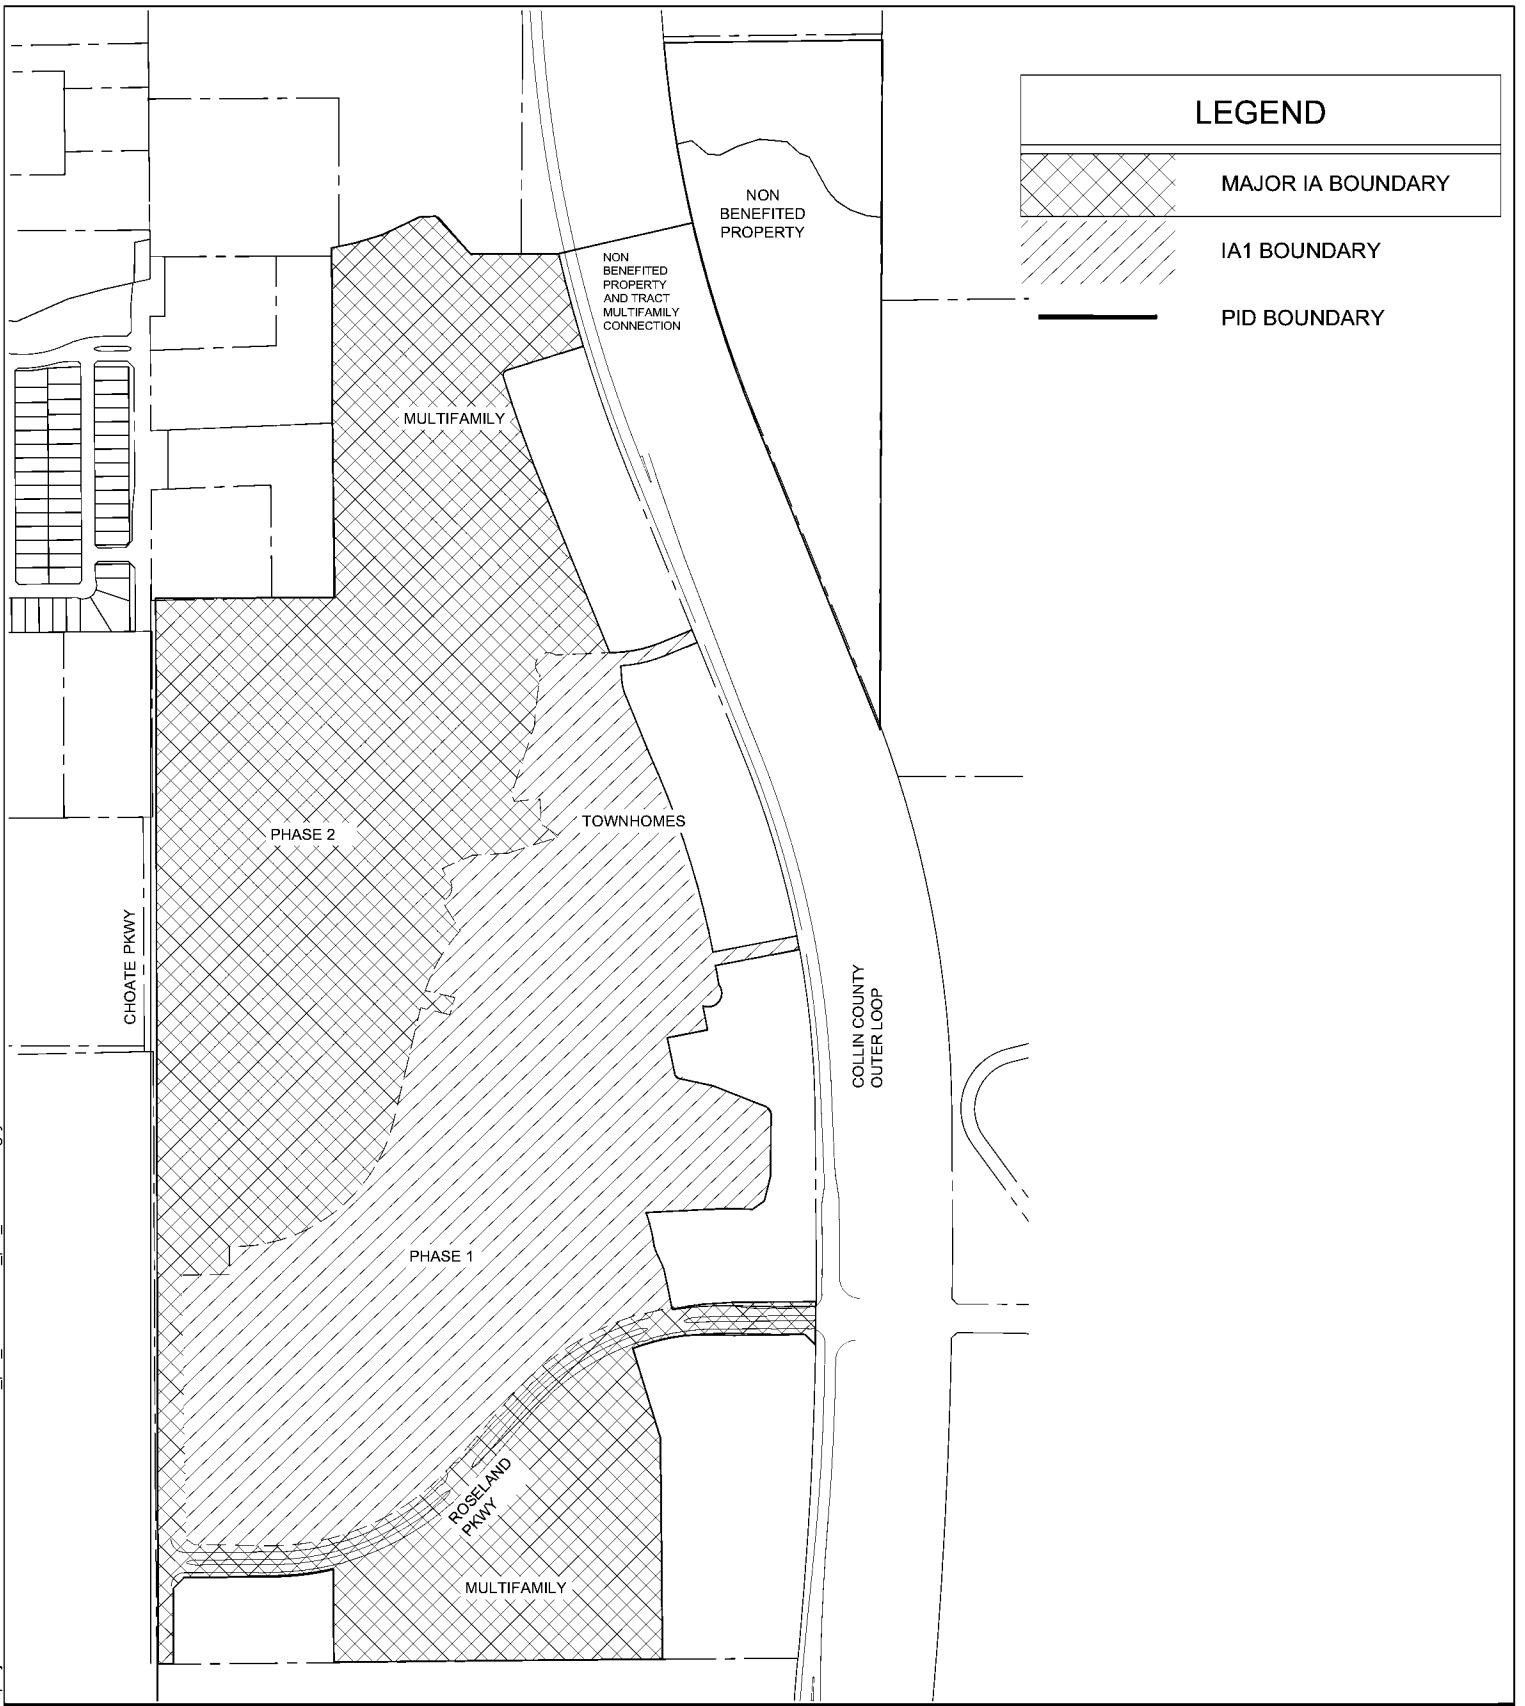 LEGEND
MAJOR IA BOUNDARY
IA1 BOUNDARY
PID BOUNDARY
NON
BENEFITED
PROPERTY
NON
BENEFITED
PROPERTY
AND TRACT
MULTIFAMILY
CONNECTION
MULTIFAMILY
TOWNHOMES
PHASE 2
CHOATE PKWY
COLLIN COUNTY
OUTER LOOP
PHASE 1
ROSELAND
PKWY
MULTIFAMILY